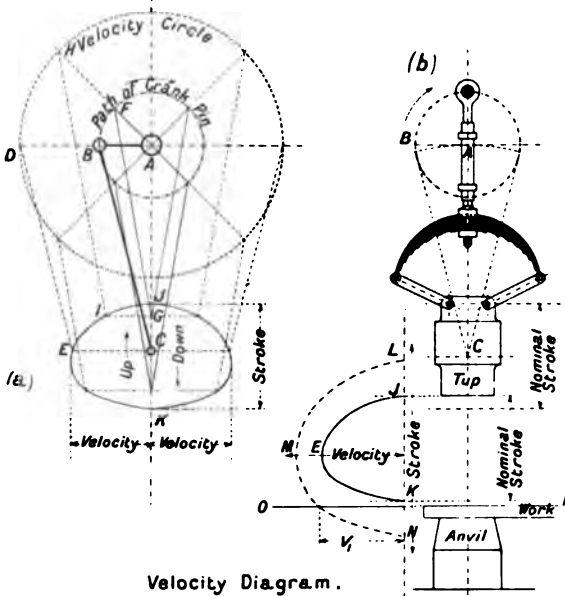 H Velocity Circle
Path of Crank Pin
F
D
B
A
I
J
G
C
E
Up
Down
K
Stroke
(a)
Velocity
Velocity
(b)
B
A
C
Tup
L
J
Nominal Stroke
M
E
Velocity
Stroke
K
Nominal Stroke
O
Work
V1
N
Anvil
Velocity Diagram.